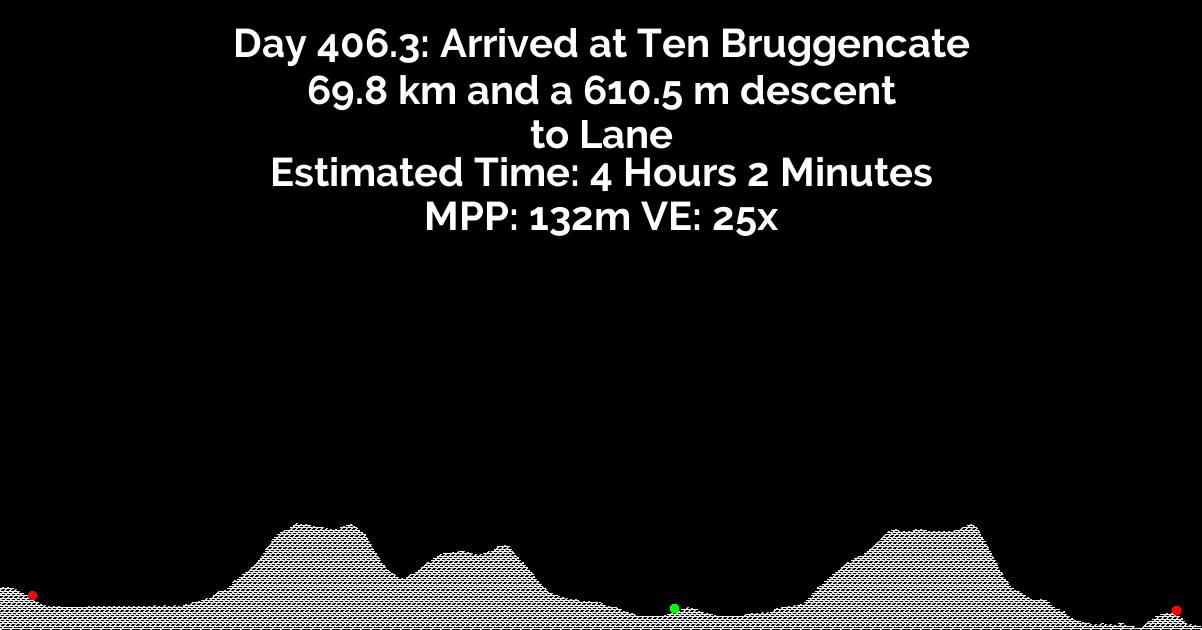 Day 406.3: Arrived at Ten Bruggencate
69.8 km and a 610.5 m descent
to Lane
Estimated Time: 4 Hours 2 Minutes
MPP: 132m VE: 25x